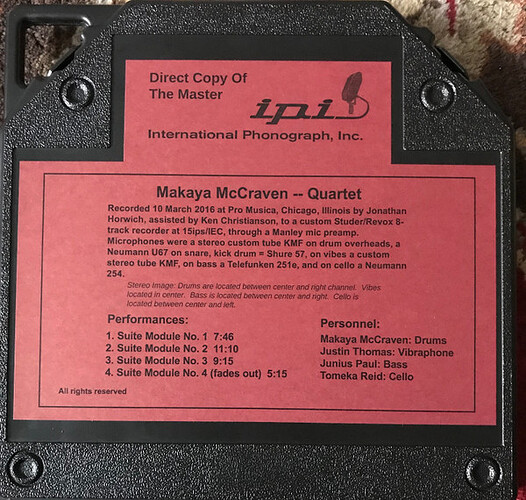 Direct Copy Of
The Master
ipi
International Phonograph, Inc.
Makaya McCraven -- Quartet
Recorded 10 March 2016 at Pro Musica, Chicago, Illinois by Jonathan
Horwich, assisted by Ken Christianson, to a custom Studer/Revox 8-
track recorder at 15ips/IEC, through a Manley mic preamp.
Microphones were a stereo custom tube KMF on drum overheads, a
Neumann U67 on snare, kick drum = Shure 57, on vibes a custom
stereo tube KMF, on bass a Telefunken 251e, and on cello a Neumann
254.
Stereo Image: Drums are located between center and right channel. Vibes
located in center. Bass is located between center and right. Cello is
located between center and left.
Performances:
1. Suite Module No. 1 7:46
2. Suite Module No. 2 11:10
3. Suite Module No. 3 9:15
4. Suite Module No. 4 (fades out) 5:15
Personnel:
Makaya McCraven: Drums
Justin Thomas: Vibraphone
Junius Paul: Bass
Tomeka Reid: Cello
All rights reserved